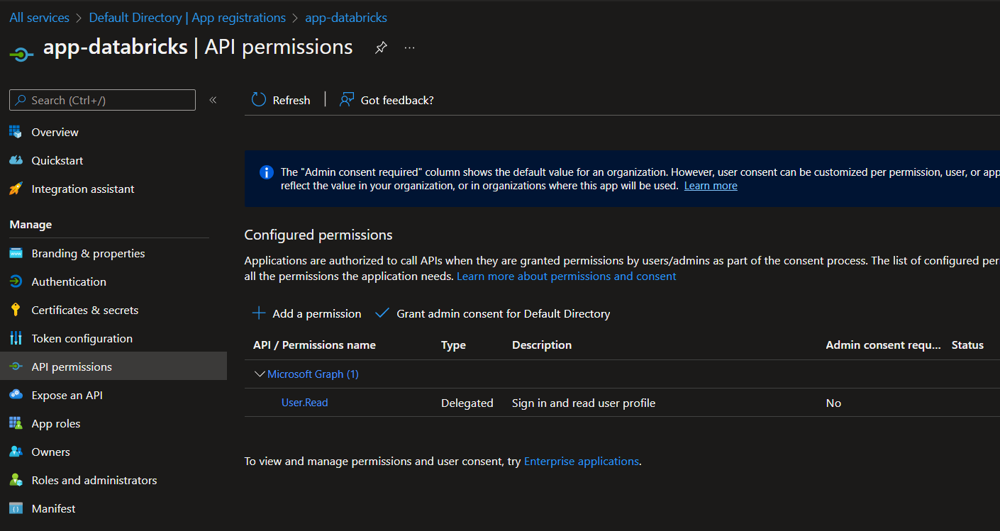 All services > Default Directory | App registrations > app-databricks
app-databricks | API permissions
Search (Ctrl+/)
Overview
Quickstart
Integration assistant
Manage
Branding & properties
Authentication
Certificates & secrets
Token configuration
API permissions
Expose an API
App roles
Owners
Roles and administrators
Manifest
Refresh | Got feedback?
The "Admin consent required" column shows the default value for an organization. However, user consent can be customized per permission, user, or app
reflect the value in your organization, or in organizations where this app will be used. Learn more
Configured permissions
Applications are authorized to call APIs when they are granted permissions by users/admins as part of the consent process. The list of configured per
all the permissions the application needs. Learn more about permissions and consent
Add a permission Grant admin consent for Default Directory
API / Permissions name Type Description Admin consent requ... Status
Microsoft Graph (1)
User.Read Delegated Sign in and read user profile No
To view and manage permissions and user consent, try Enterprise applications.